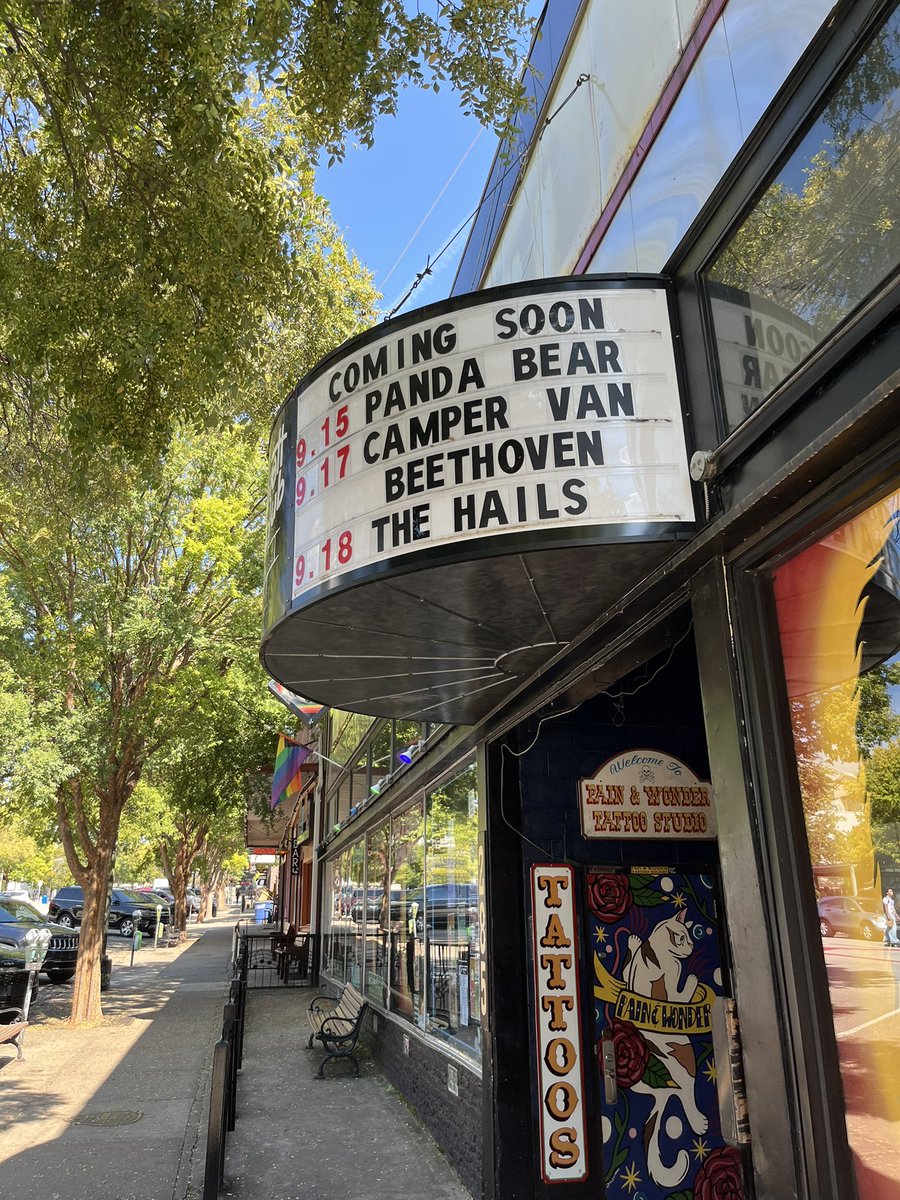 COMING SOON
9.15 PANDA BEAR
9.17 CAMPER VAN
BEETHOVEN
9.18 THE HAILS
Welcome To
PAIN & WONDER
TATTOO STUDIO
TATTOOS
PAIN & WONDER